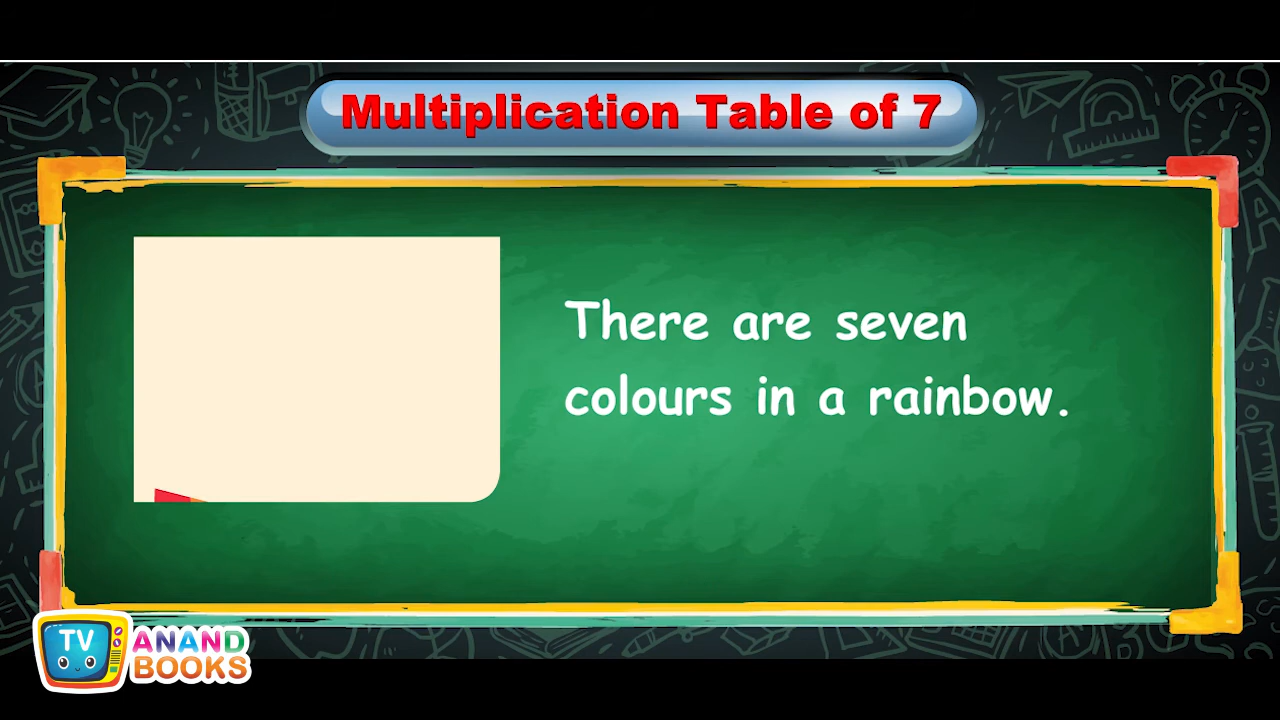 Multiplication Table of 7
There are seven
colours in a rainbow.
TV
ANAND
BOOKS